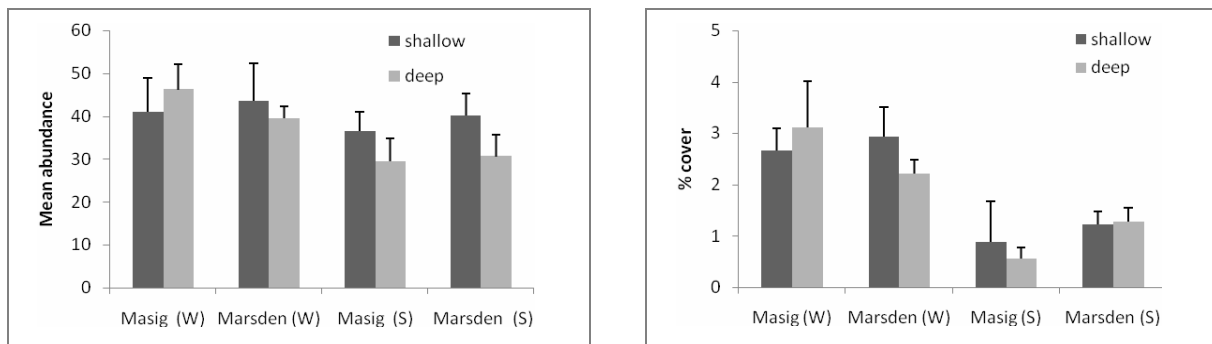 Mean abundance
60
50
40
30
20
10
0
shallow
deep
Masig (W) Marsden (W) Masig (S) Marsden (S)
% cover
5
4
3
2
1
0
shallow
deep
Masig (W) Marsden (W) Masig (S) Marsden (S)